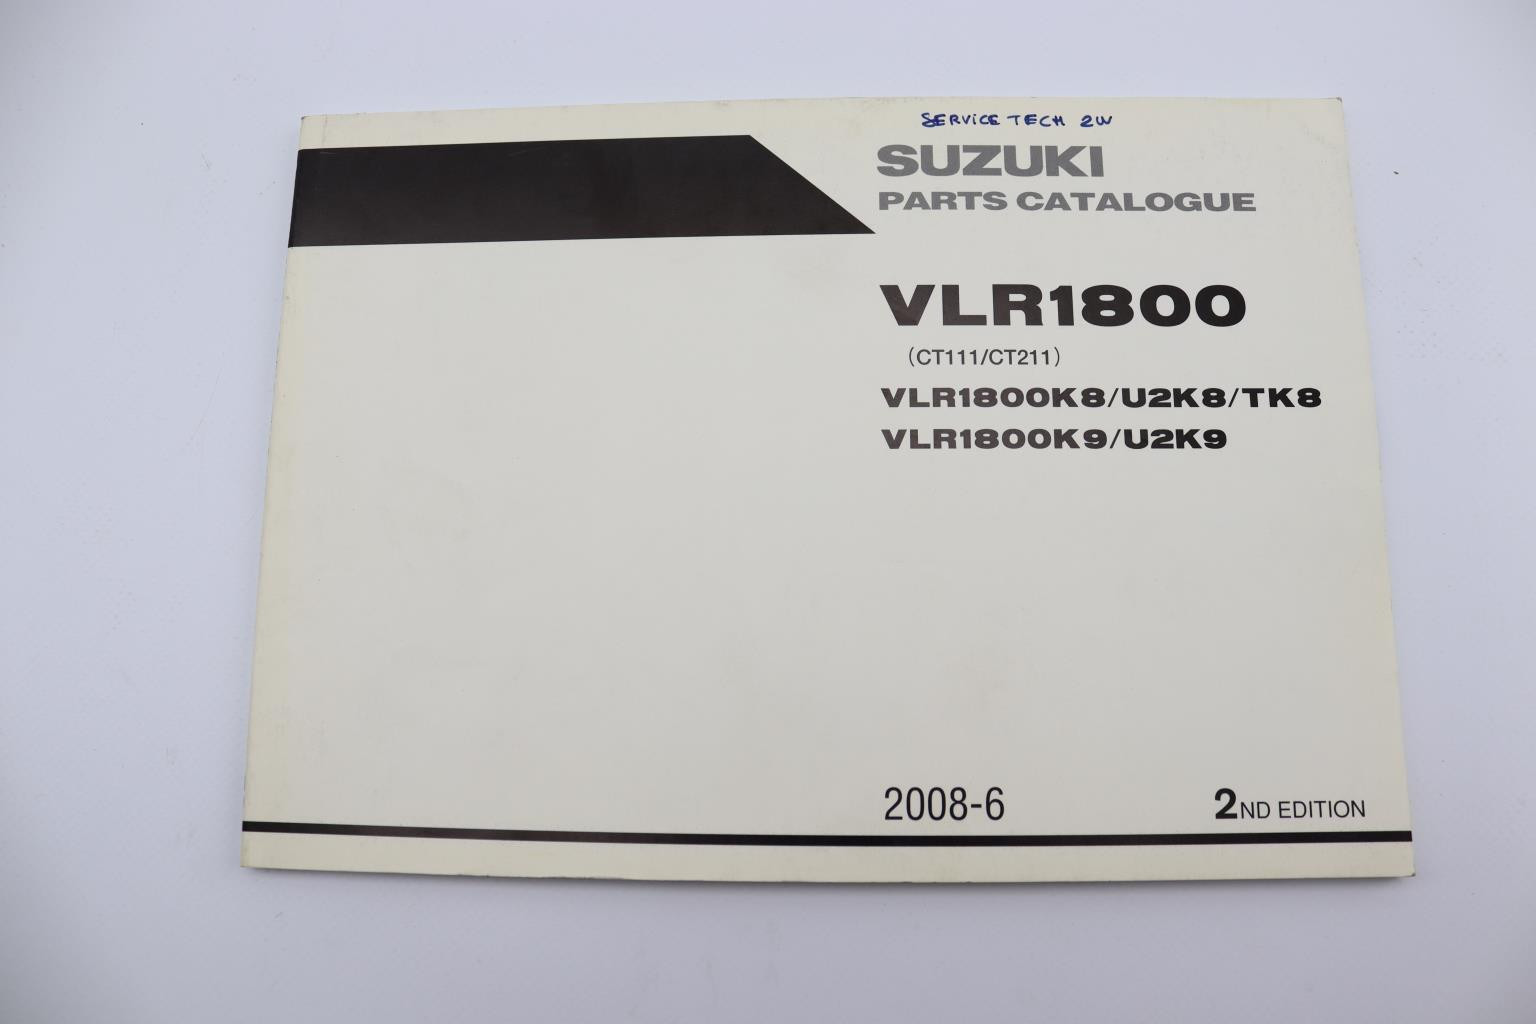 SERVICE TECH 2W
SUZUKI
PARTS CATALOGUE
VLR1800
(CT111/CT211)
VLR1800K8/U2K8/TK8
VLR1800K9/U2K9
2008-6
2ND EDITION